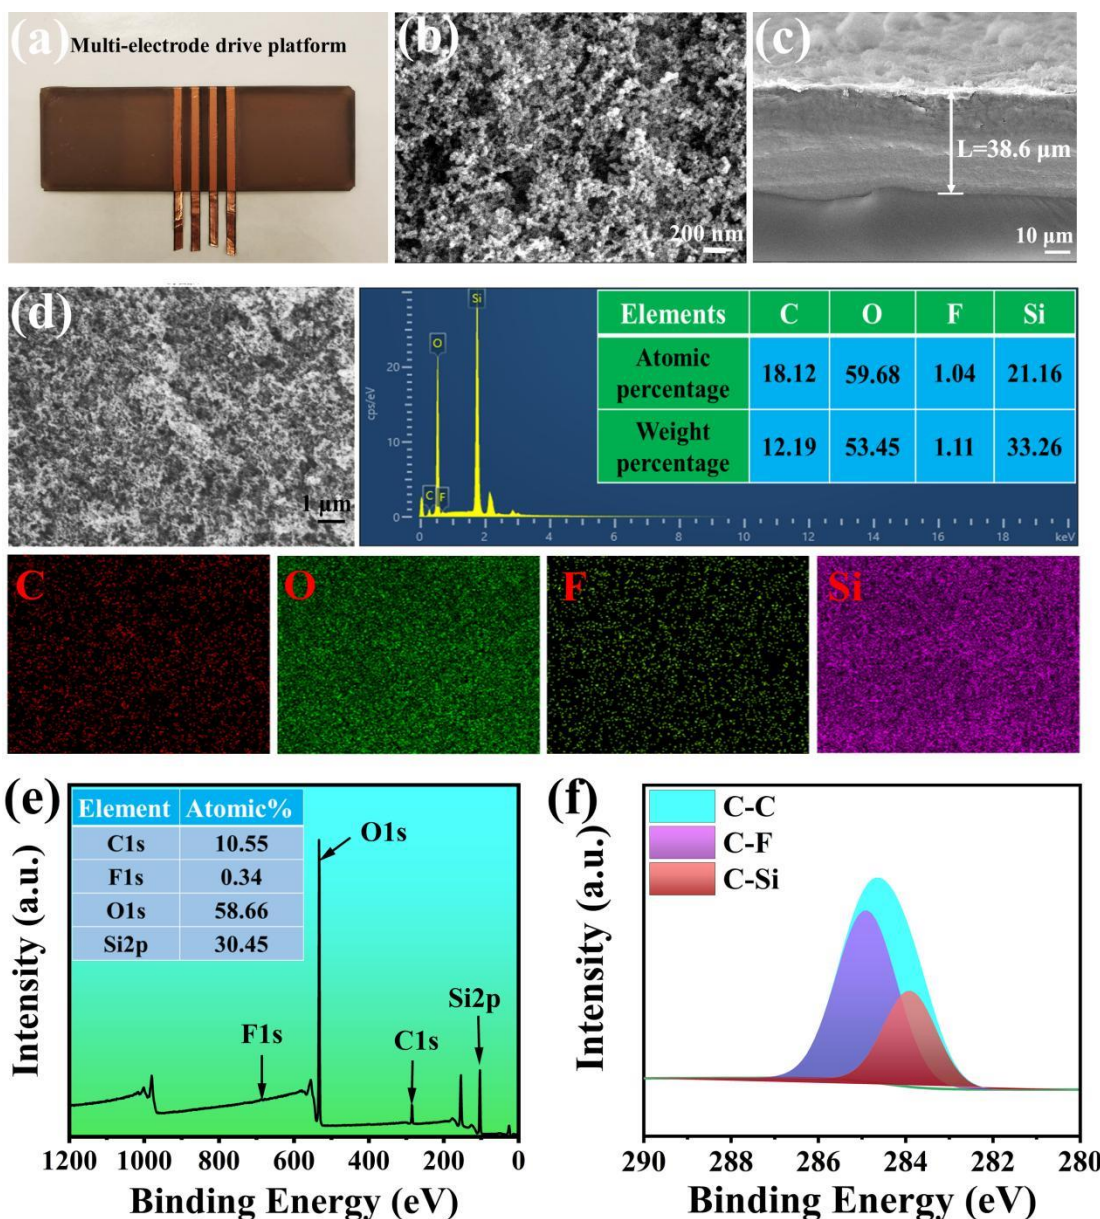 (a) Multi-electrode drive platform
(b)
200 nm
(c)
L=38.6 μm
10 μm
(d)
1 μm
Si
O
C
F
cps/eV
20
10
0
0 2 4 6 8 10 12 14 16 18 keV
Elements C O F Si
Atomic percentage 18.12 59.68 1.04 21.16
Weight percentage 12.19 53.45 1.11 33.26
C
O
F
Si
(e)
Element Atomic%
C1s 10.55
F1s 0.34
O1s 58.66
Si2p 30.45
O1s
Si2p
F1s
C1s
Intensity (a.u.)
1200 1000 800 600 400 200 0
Binding Energy (eV)
(f)
C-C
C-F
C-Si
Intensity (a.u.)
290 288 286 284 282 280
Binding Energy (eV)